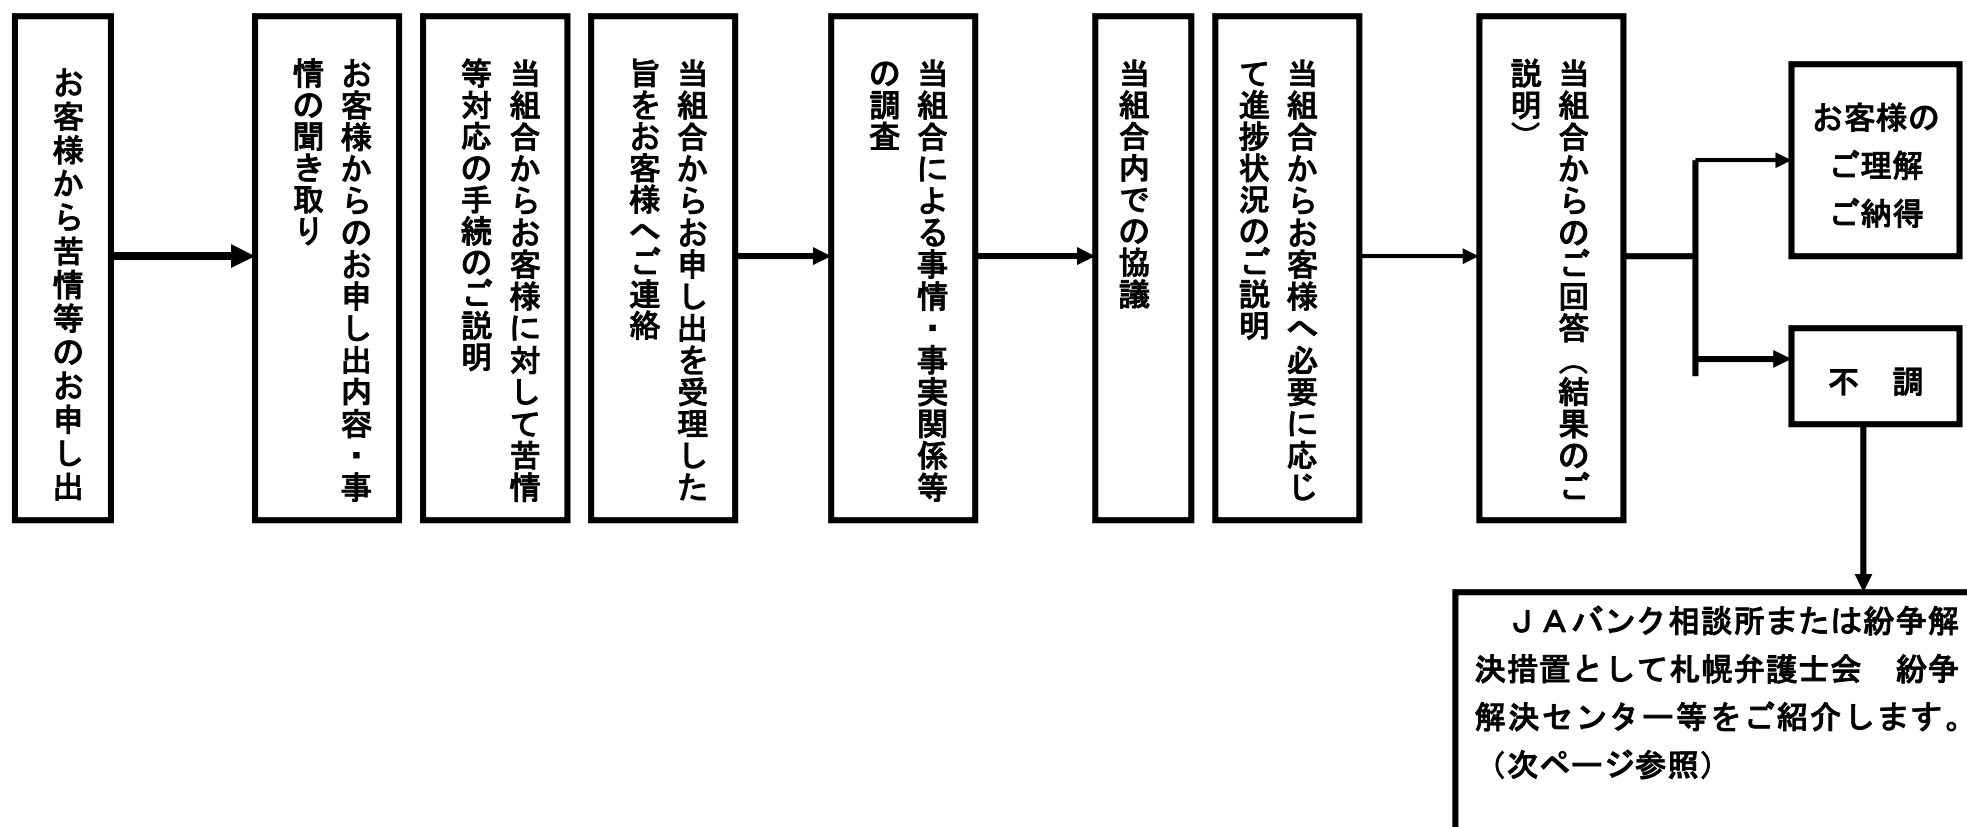 お客様から苦情等のお申し出
お客様からのお申し出内容・事
情の聞き取り
当組合からお客様に対して苦情
等対応の手続のご説明
当組合からお申し出を受理した
旨をお客様へご連絡
当組合による事情・事実関係等
の調査
当組合内での協議
当組合からお客様へ必要に応じ
て進捗状況のご説明
当組合からのご回答（結果のご
説明）
お客様の
ご理解
ご納得
不　調
ＪＡバンク相談所または紛争解
決措置として札幌弁護士会　紛争
解決センター等をご紹介します。
（次ページ参照）